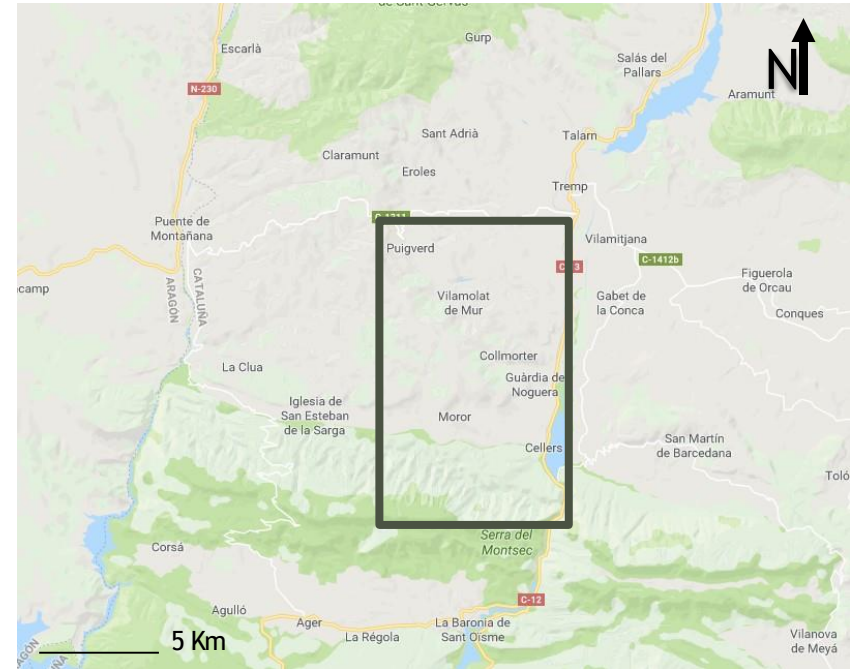 de Sant Gervàs
Gurp
Escarlà
Salás del
Pallars
N
N-230
Aramunt
Sant Adrià
Talarn
Claramunt
Eroles
Tremp
C-1311
Puente de
Montañana
Vilamitjana
Puigverd
C-1412b
C-13
Figuerola
de Orcau
camp
CATALUÑA
ARAGÓN
Vilamolat
de Mur
Gabet de
la Conca
Conques
Collmorter
La Clua
Guàrdia de
Noguera
Iglesia de
San Esteban
de la Sarga
Moror
San Martín
de Barcedana
Cellers
Toló
Serra del
Montsec
Corsá
C-12
Agulló
Ager
La Baronia de
Sant Oisme
La Régola
Vilanova
de Meyá
5 Km